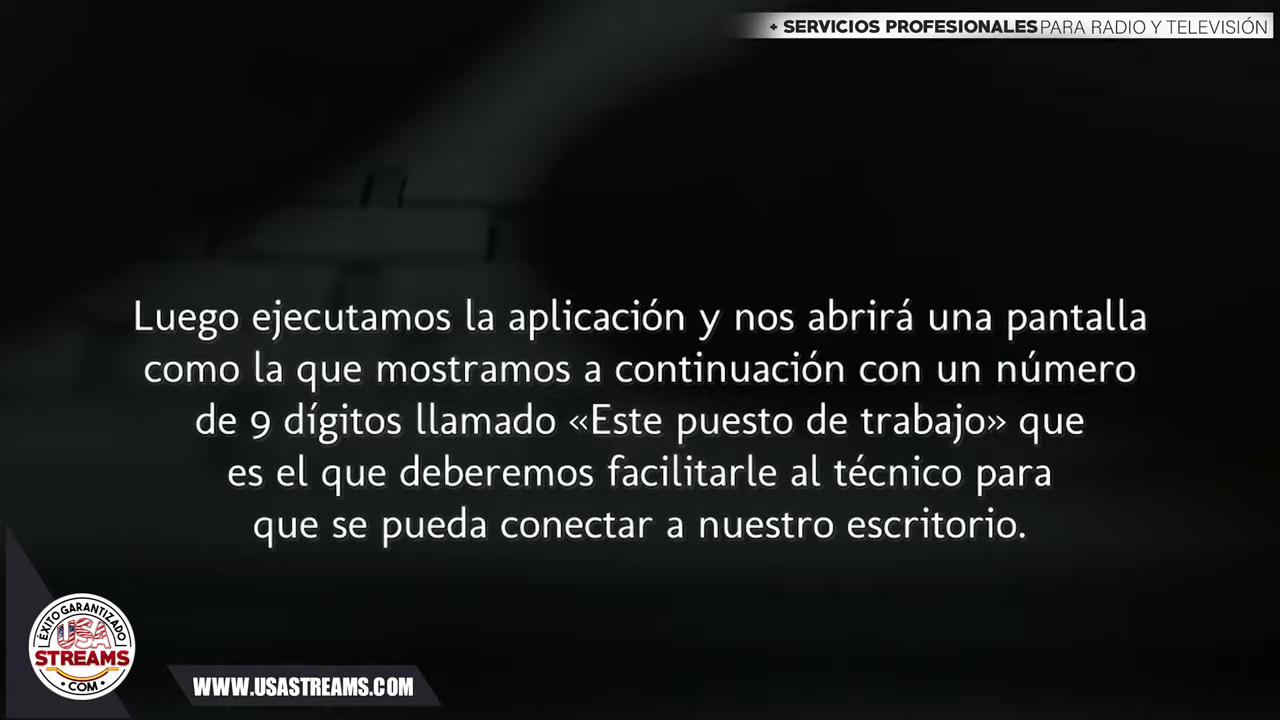 + SERVICIOS PROFESIONALES PARA RADIO Y TELEVISIÓN
Luego ejecutamos la aplicación y nos abrirá una pantalla
como la que mostramos a continuación con un número
de 9 dígitos llamado «Este puesto de trabajo» que
es el que deberemos facilitarle al técnico para
que se pueda conectar a nuestro escritorio.
ÉXITO GARANTIZADO
USA
STREAMS
• COM •
WWW.USASTREAMS.COM